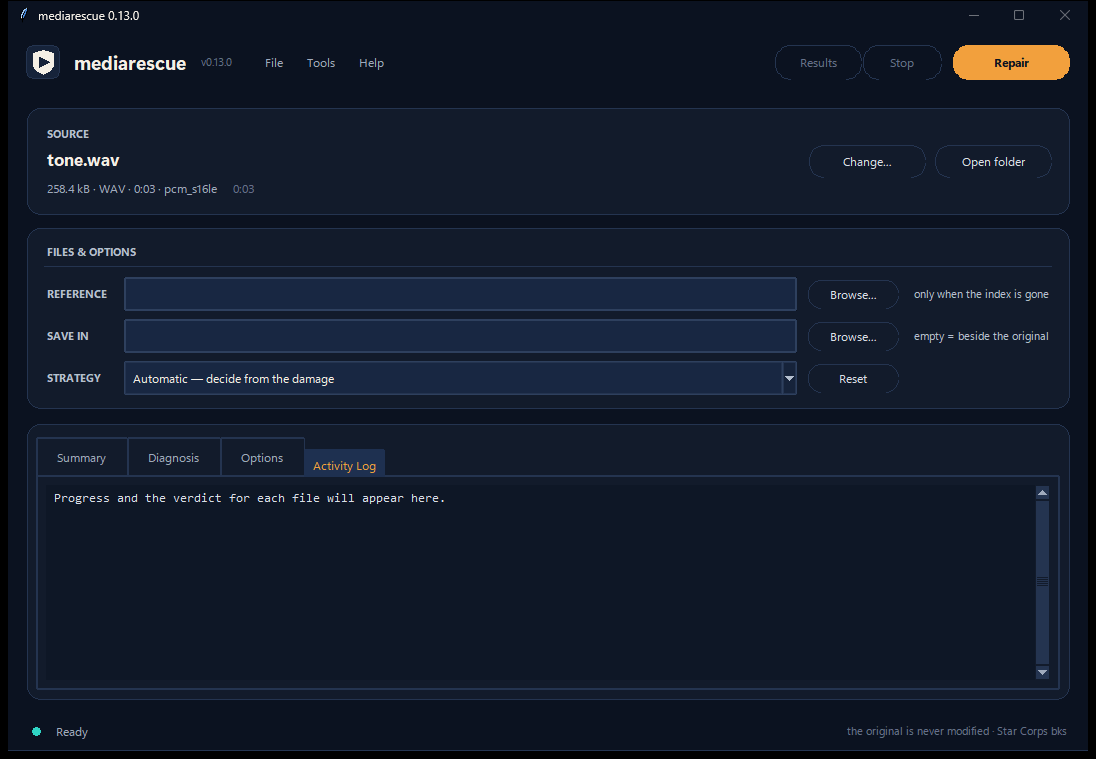 mediarescue 0.13.0
mediarescue v0.13.0 File Tools Help Results Stop Repair
SOURCE
tone.wav
258.4 kB · WAV · 0:03 · pcm_s16le 0:03
Change... Open folder
FILES & OPTIONS
REFERENCE Browse... only when the index is gone
SAVE IN Browse... empty = beside the original
STRATEGY Automatic — decide from the damage Reset
Summary Diagnosis Options Activity Log
Progress and the verdict for each file will appear here.
Ready the original is never modified · Star Corps bks